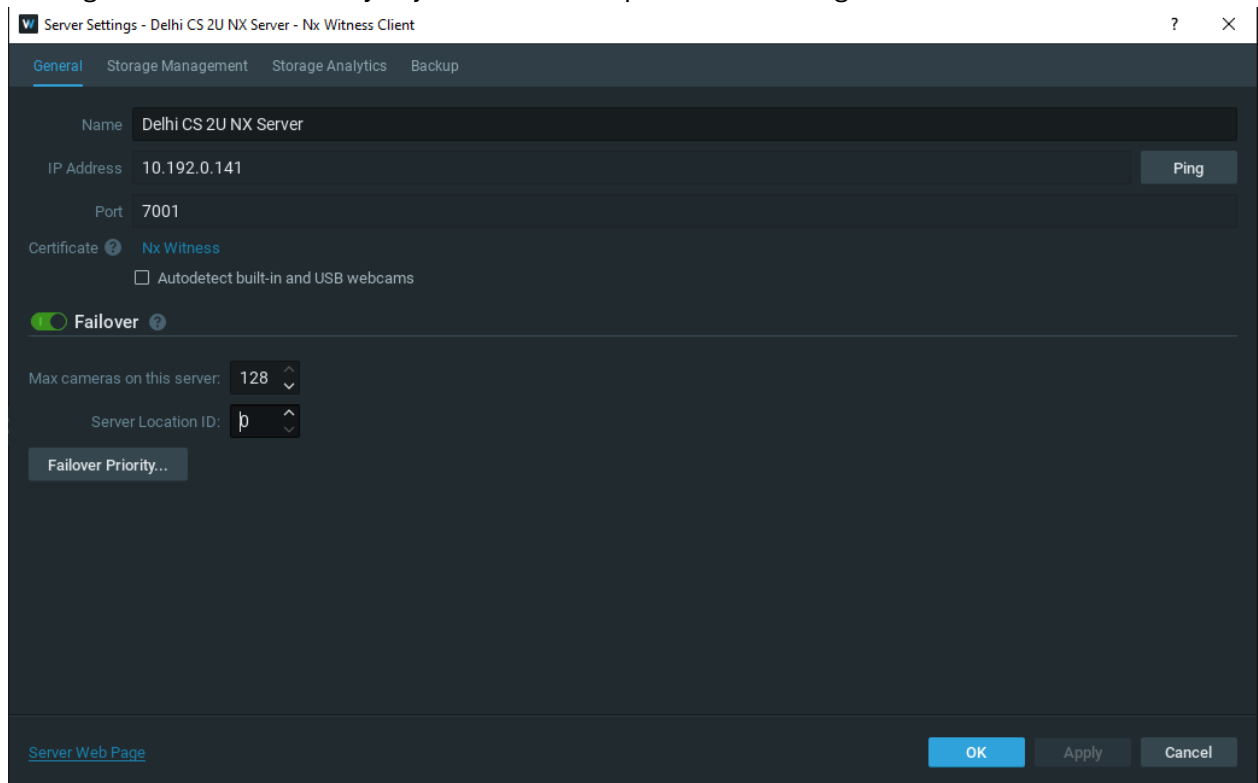 Server Settings - Delhi CS 2U NX Server - Nx Witness Client
General Storage Management Storage Analytics Backup
Name Delhi CS 2U NX Server
IP Address 10.192.0.141 Ping
Port 7001
Certificate ? Nx Witness
Autodetect built-in and USB webcams
Failover ?
Max cameras on this server: 128
Server Location ID: 0
Failover Priority...
Server Web Page OK Apply Cancel